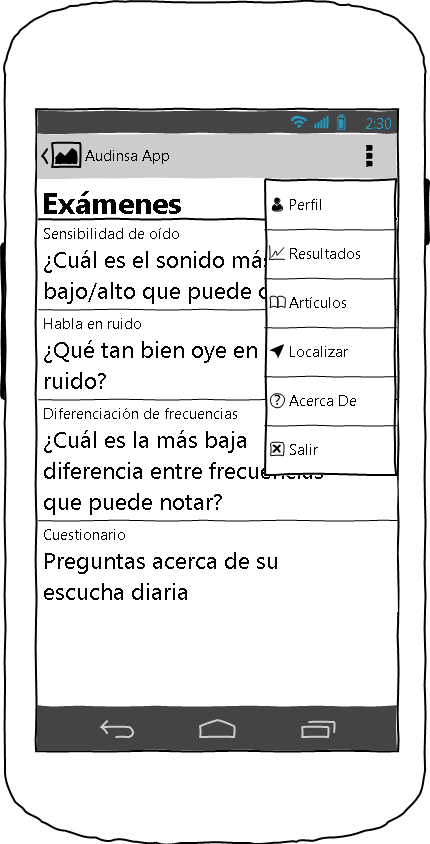 2:30
Audinsa App
Exámenes
Sensibilidad de oído
¿Cuál es el sonido más
bajo/alto que puede
Habla en ruido
¿Qué tan bien oye en
ruido?
Diferenciación de frecuencias
¿Cuál es la más baja
diferencia entre frecuencias
que puede notar?
Cuestionario
Preguntas acerca de su
escucha diaria
Perfil
Resultados
Artículos
Localizar
Acerca De
Salir